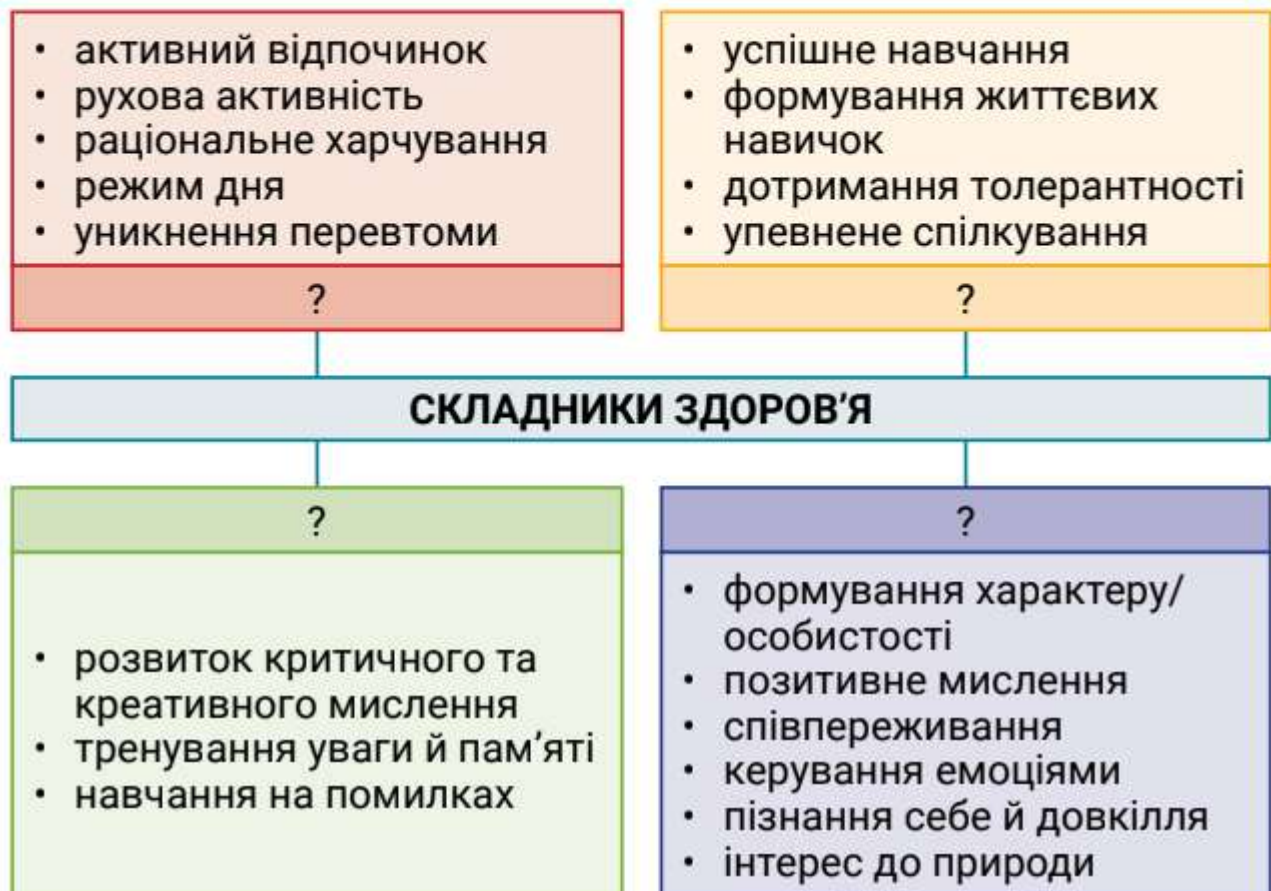 • активний відпочинок
• рухова активність
• раціональне харчування
• режим дня
• уникнення перевтоми
?
• успішне навчання
• формування життєвих
навичок
• дотримання толерантності
• упевнене спілкування
?
СКЛАДНИКИ ЗДОРОВ’Я
?
• розвиток критичного та
креативного мислення
• тренування уваги й пам’яті
• навчання на помилках
?
• формування характеру/
особистості
• позитивне мислення
• співпереживання
• керування емоціями
• пізнання себе й довкілля
• інтерес до природи